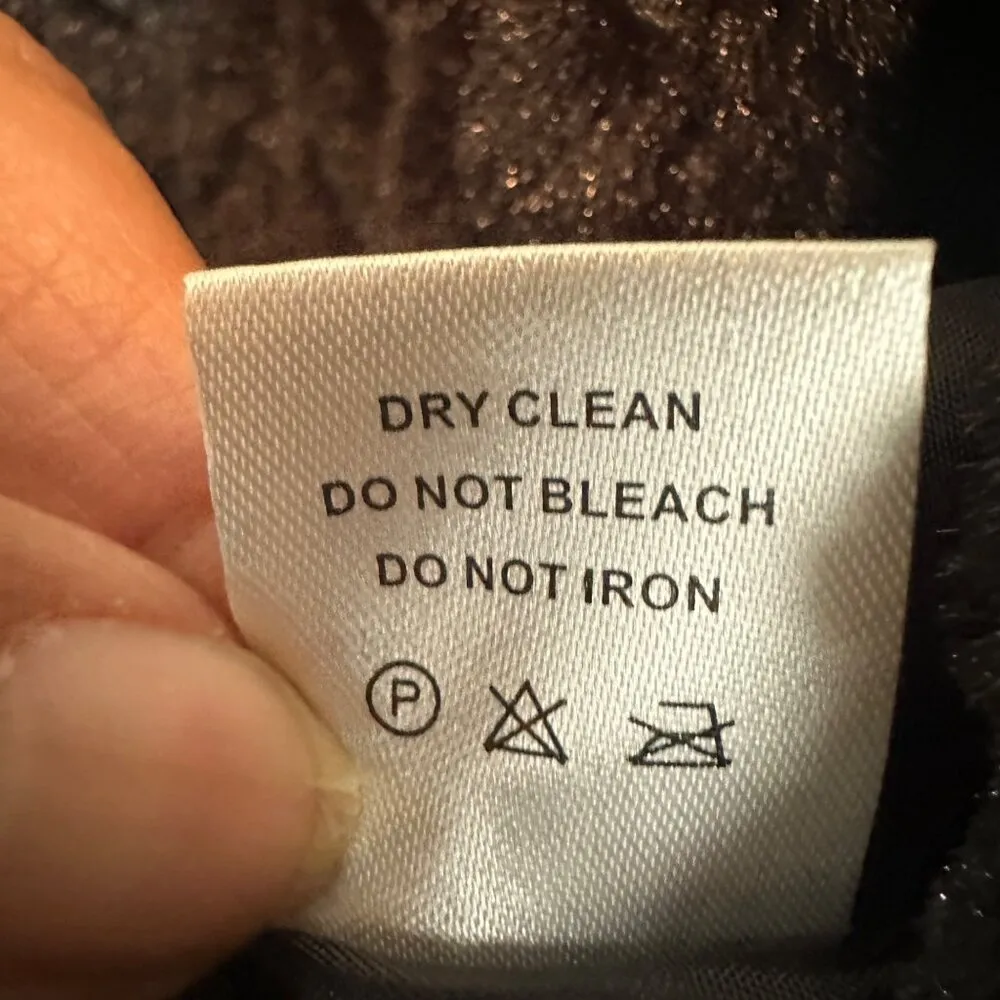 DRY CLEAN
DO NOT BLEACH
DO NOT IRON
P